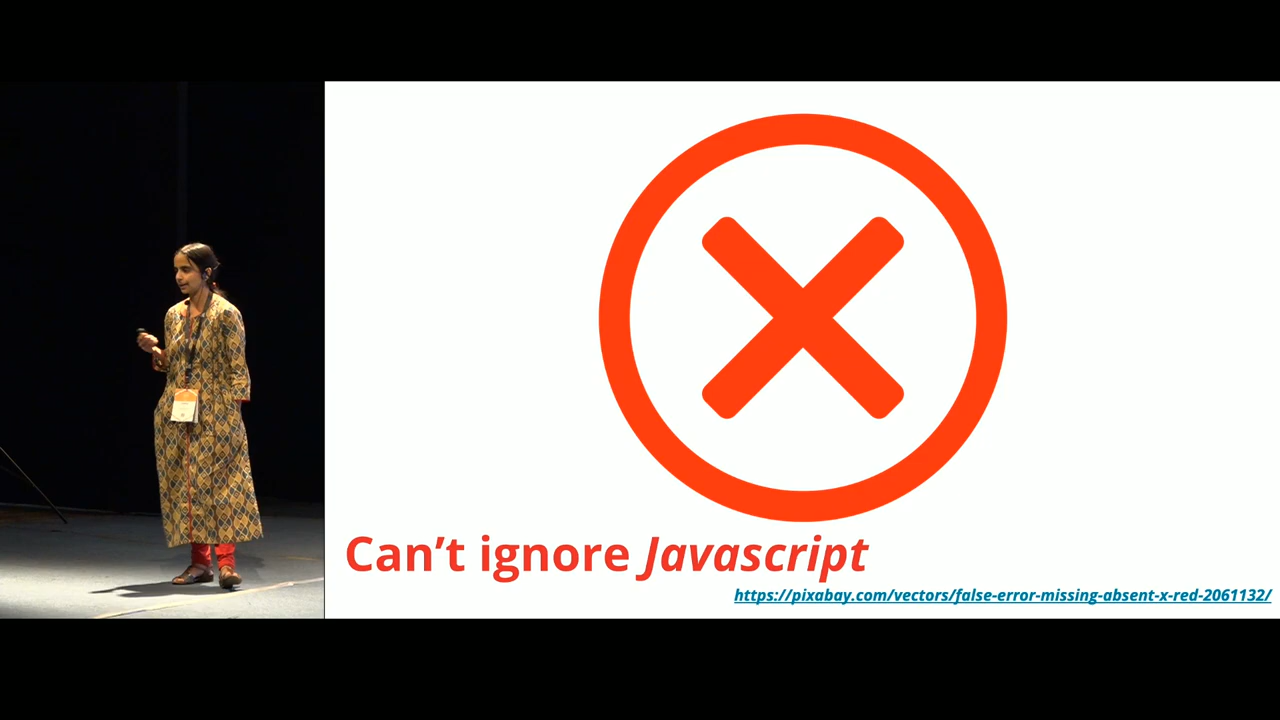 Can’t ignore Javascript
https://pixabay.com/vectors/false-error-missing-absent-x-red-2061132/